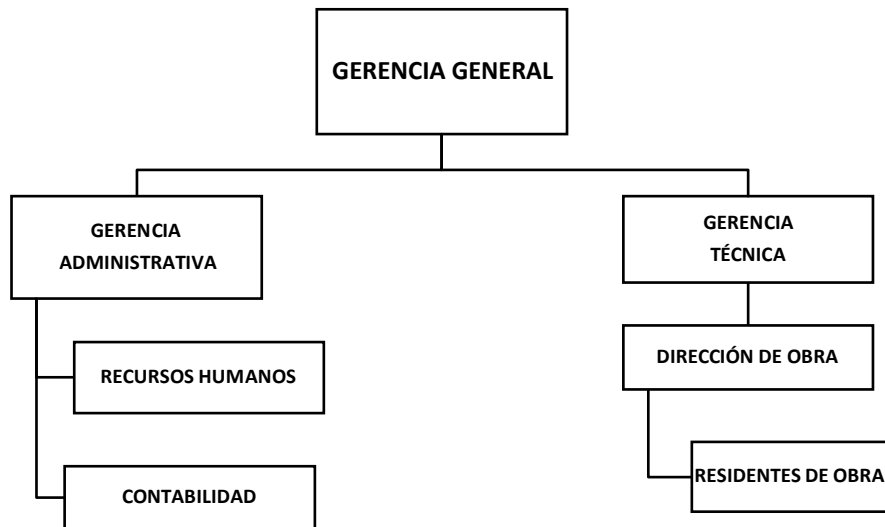 GERENCIA GENERAL
GERENCIA
ADMINISTRATIVA
GERENCIA
TÉCNICA
RECURSOS HUMANOS
DIRECCIÓN DE OBRA
CONTABILIDAD
RESIDENTES DE OBRA